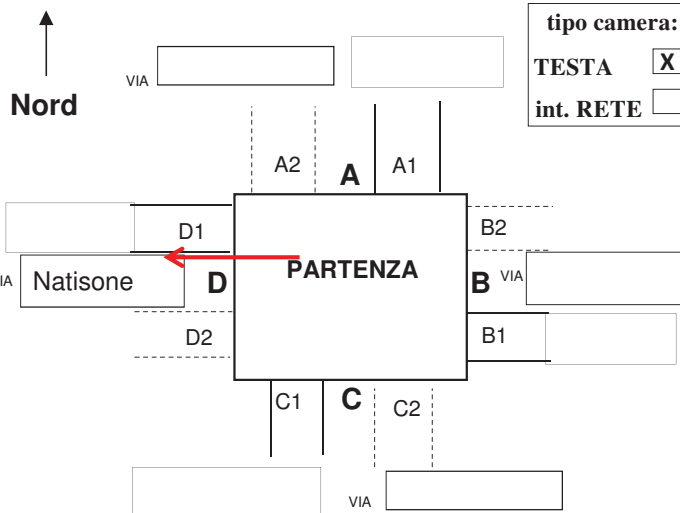 tipo camera:
VIA
TESTA X
Nord
int. RETE
A2 A A1
D1 B2
PARTENZA
VIA Natisone D B VIA
D2 B1
C1 C C2
VIA